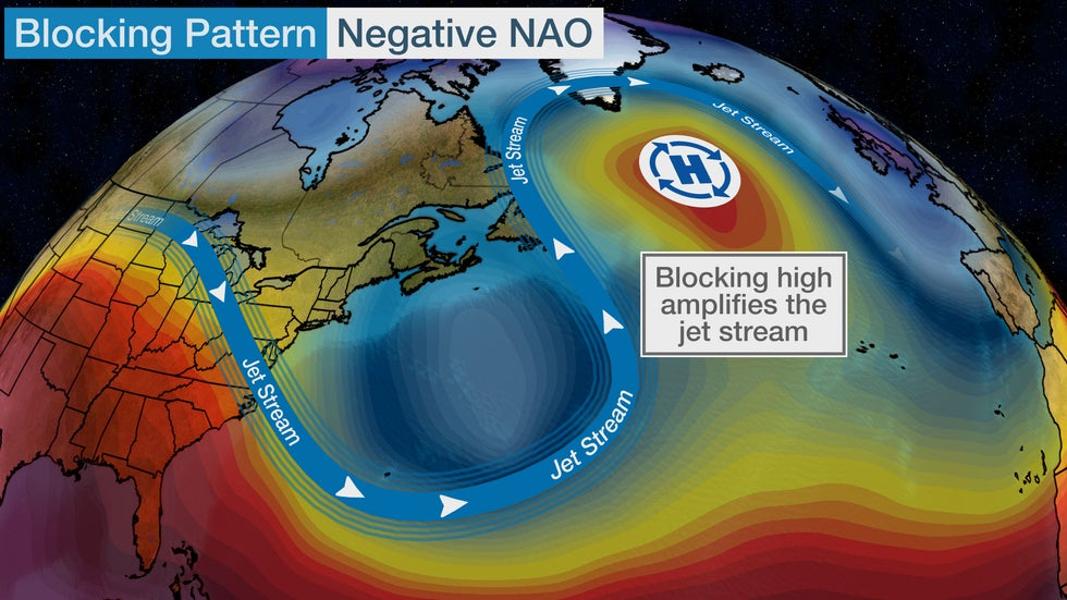 Blocking Pattern Negative NAO
Jet Stream
Jet Stream
Stream
H
Blocking high
amplifies the
jet stream
Jet Stream
Jet Stream